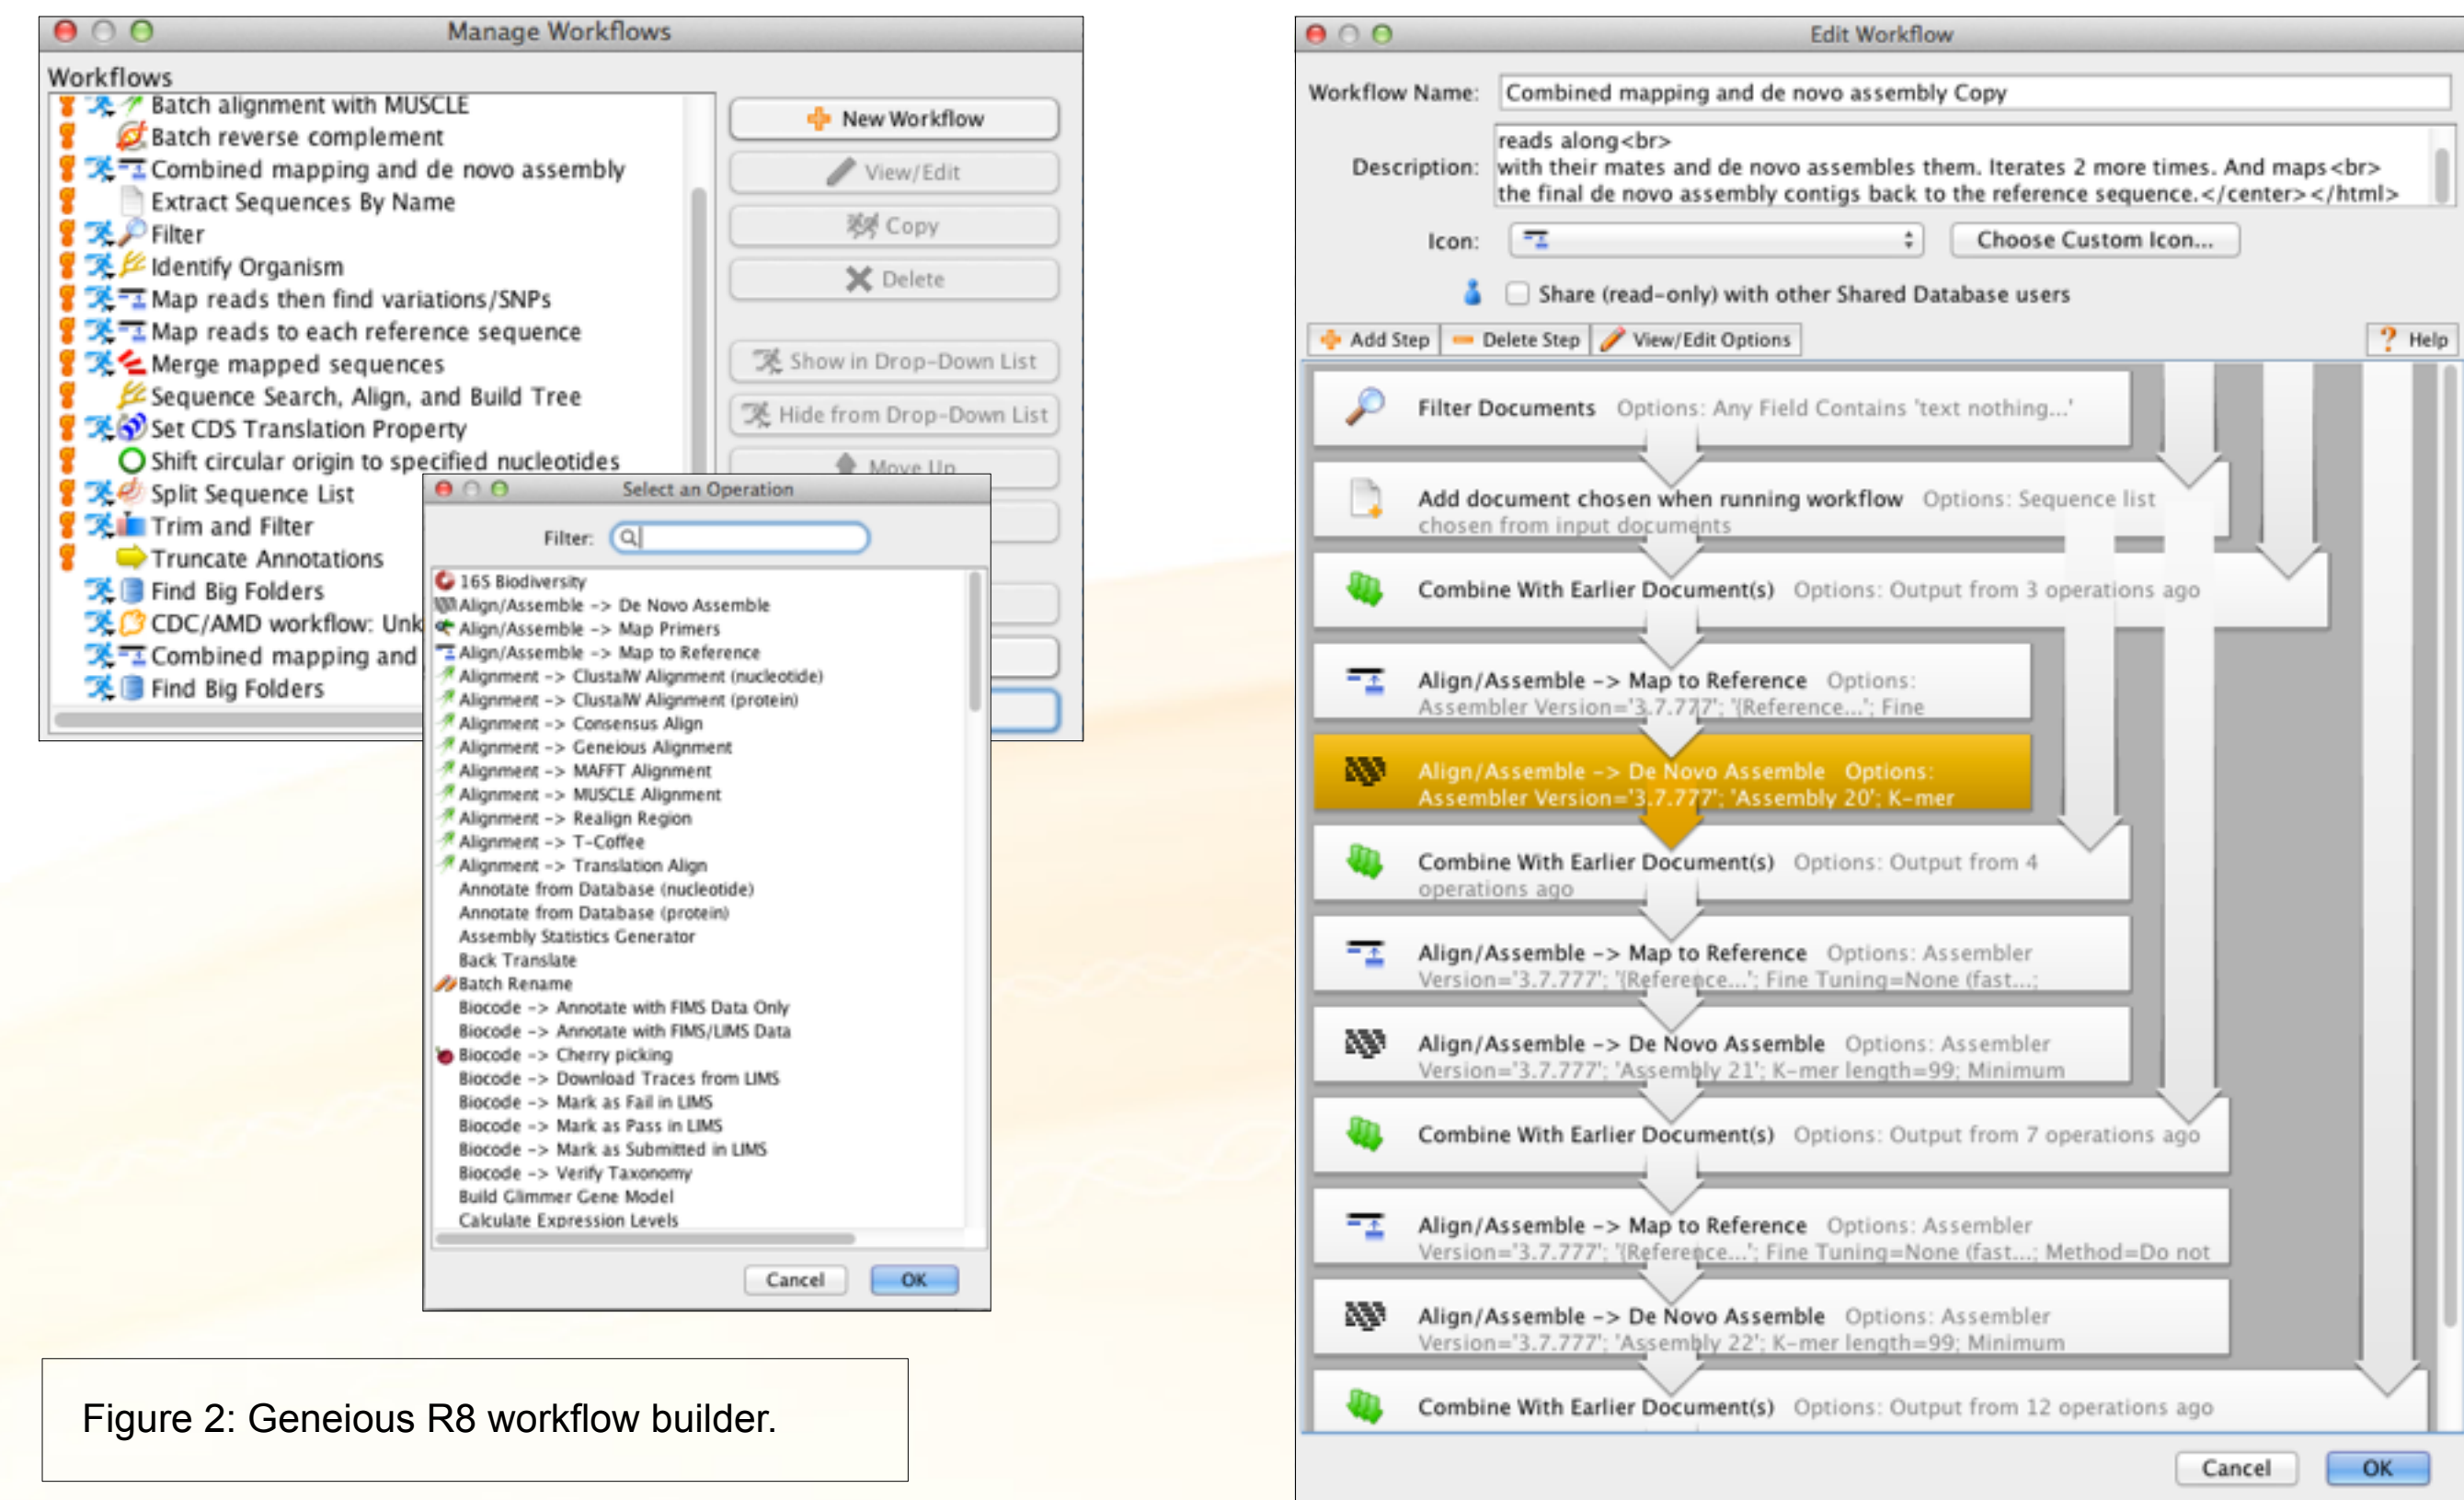 Manage Workflows
Workflows
Batch alignment with MUSCLE
Batch reverse complement
Combined mapping and de novo assembly
Extract Sequences By Name
Filter
Identify Organism
Map reads then find variations/SNPs
Map reads to each reference sequence
Merge mapped sequences
Sequence Search, Align, and Build Tree
Set CDS Translation Property
Shift circular origin to specified nucleotides
Split Sequence List
Trim and Filter
Truncate Annotations
Find Big Folders
CDC/AMD workflow: Unk
Combined mapping and
Find Big Folders
New Workflow
View/Edit
Copy
Delete
Show in Drop-Down List
Hide from Drop-Down List
Move Up
Select an Operation
Filter:
16S Biodiversity
Align/Assemble -> De Novo Assemble
Align/Assemble -> Map Primers
Align/Assemble -> Map to Reference
Alignment -> ClustalW Alignment (nucleotide)
Alignment -> ClustalW Alignment (protein)
Alignment -> Consensus Align
Alignment -> Geneious Alignment
Alignment -> MAFFT Alignment
Alignment -> MUSCLE Alignment
Alignment -> Realign Region
Alignment -> T-Coffee
Alignment -> Translation Align
Annotate from Database (nucleotide)
Annotate from Database (protein)
Assembly Statistics Generator
Back Translate
Batch Rename
Biocode -> Annotate with FIMS Data Only
Biocode -> Annotate with FIMS/LIMS Data
Biocode -> Cherry picking
Biocode -> Download Traces from LIMS
Biocode -> Mark as Fail in LIMS
Biocode -> Mark as Pass in LIMS
Biocode -> Mark as Submitted in LIMS
Biocode -> Verify Taxonomy
Build Glimmer Gene Model
Calculate Expression Levels
Cancel
OK
Figure 2: Geneious R8 workflow builder.
Edit Workflow
Workflow Name: Combined mapping and de novo assembly Copy
reads along<br>
Description: with their mates and de novo assembles them. Iterates 2 more times. And maps<br>
the final de novo assembly contigs back to the reference sequence.</center></html>
Icon:
Choose Custom Icon...
Share (read-only) with other Shared Database users
Add Step
Delete Step
View/Edit Options
? Help
Filter Documents Options: Any Field Contains 'text nothing...'
Add document chosen when running workflow Options: Sequence list
chosen from input documents
Combine With Earlier Document(s) Options: Output from 3 operations ago
Align/Assemble -> Map to Reference Options:
Assembler Version='3.7.777'; '(Reference...'; Fine
Align/Assemble -> De Novo Assemble Options:
Assembler Version='3.7.777'; 'Assembly 20'; K-mer
Combine With Earlier Document(s) Options: Output from 4
operations ago
Align/Assemble -> Map to Reference Options: Assembler
Version='3.7.777'; '(Reference...'; Fine Tuning=None (fast...;
Align/Assemble -> De Novo Assemble Options: Assembler
Version='3.7.777'; 'Assembly 21'; K-mer length=99; Minimum
Combine With Earlier Document(s) Options: Output from 7 operations ago
Align/Assemble -> Map to Reference Options: Assembler
Version='3.7.777'; '(Reference...'; Fine Tuning=None (fast...; Method=Do not
Align/Assemble -> De Novo Assemble Options: Assembler
Version='3.7.777'; 'Assembly 22'; K-mer length=99; Minimum
Combine With Earlier Document(s) Options: Output from 12 operations ago
Cancel
OK